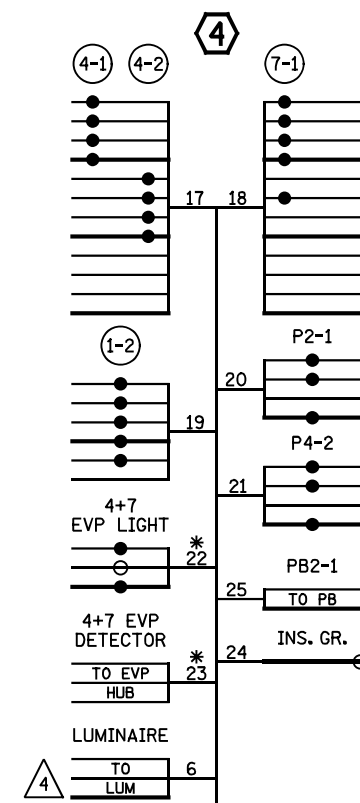 4
4-1 4-2 7-1
17 18
1-2
P2-1
20
19
P4-2
21
4+7
EVP LIGHT
*
22
PB2-1
25
TO PB
4+7 EVP
DETECTOR
INS. GR.
*
24
TO EVP
23
HUB
LUMINAIRE
TO
6
LUM
4